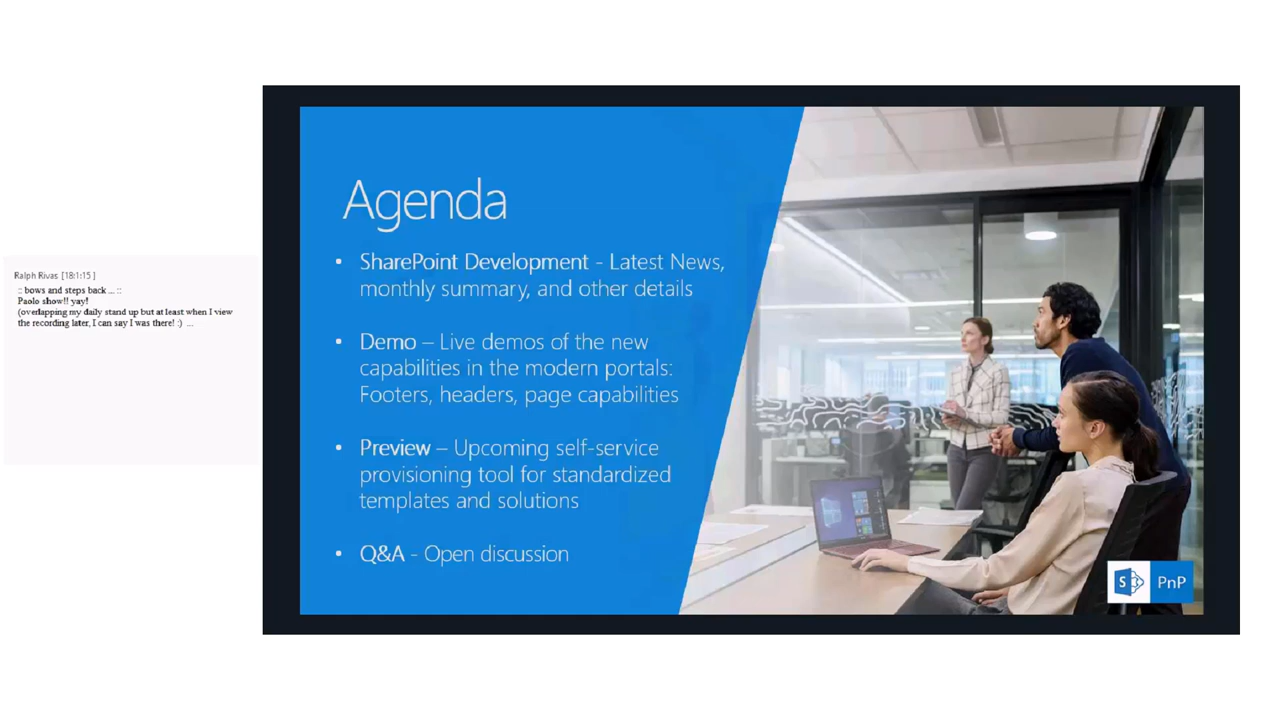 Ralph Rivas [18:1:15 ]
:: bows and steps back ... ::
Paolo show!! yay!
(overlapping my daily stand up but at least when I view
the recording later, I can say I was there! :) ...
Agenda
• SharePoint Development - Latest News,
monthly summary, and other details
• Demo – Live demos of the new
capabilities in the modern portals:
Footers, headers, page capabilities
• Preview – Upcoming self-service
provisioning tool for standardized
templates and solutions
• Q&A - Open discussion
S PnP